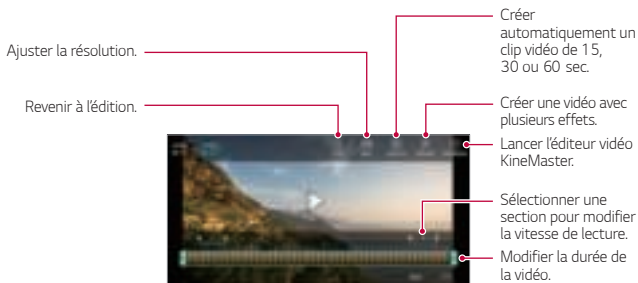 Ajuster la résolution.
Revenir à l'édition.
Créer
automatiquement un
clip vidéo de 15,
30 ou 60 sec.
Créer une vidéo avec
plusieurs effets.
Lancer l'éditeur vidéo
KineMaster.
Sélectionner une
section pour modifier
la vitesse de lecture.
Modifier la durée de
la vidéo.